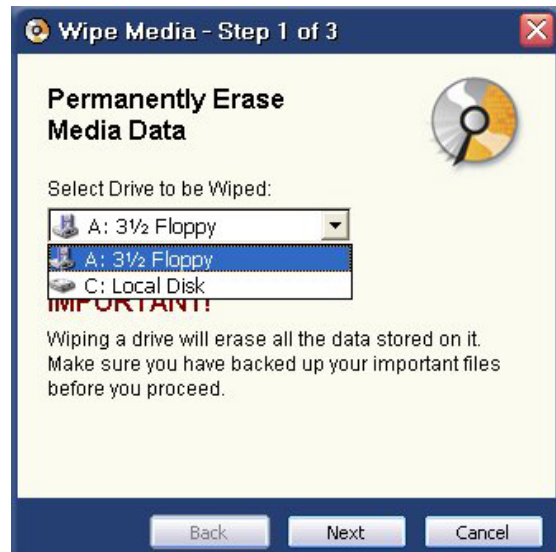 Wipe Media - Step 1 of 3
Permanently Erase
Media Data
Select Drive to be Wiped:
A: 3½ Floppy
A: 3½ Floppy
C: Local Disk
IMPORTANT!
Wiping a drive will erase all the data stored on it.
Make sure you have backed up your important files
before you proceed.
Back Next Cancel